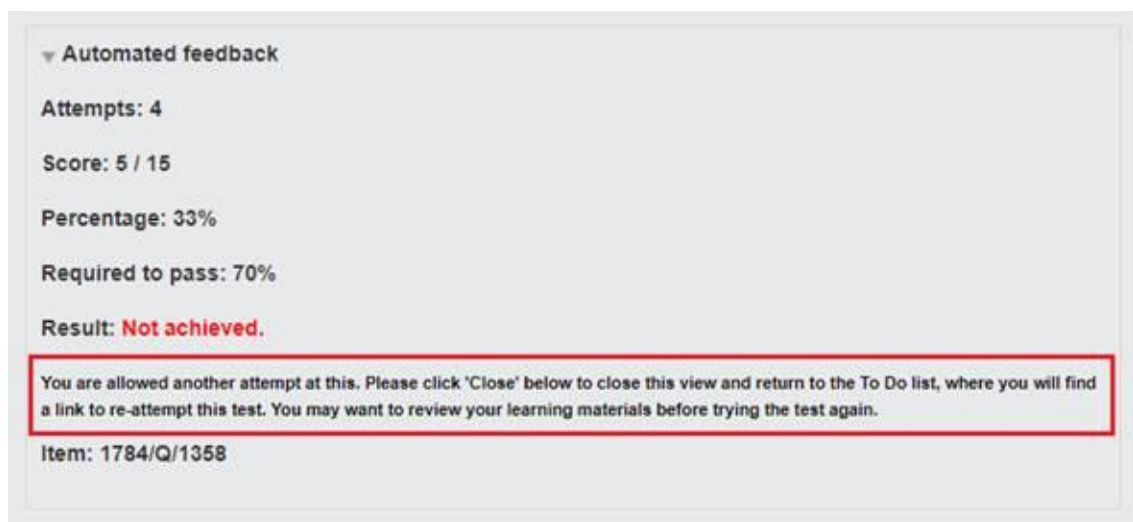 Automated feedback
Attempts: 4
Score: 5 / 15
Percentage: 33%
Required to pass: 70%
Result: Not achieved.
You are allowed another attempt at this. Please click 'Close' below to close this view and return to the To Do list, where you will find
a link to re-attempt this test. You may want to review your learning materials before trying the test again.
Item: 1784/Q/1358